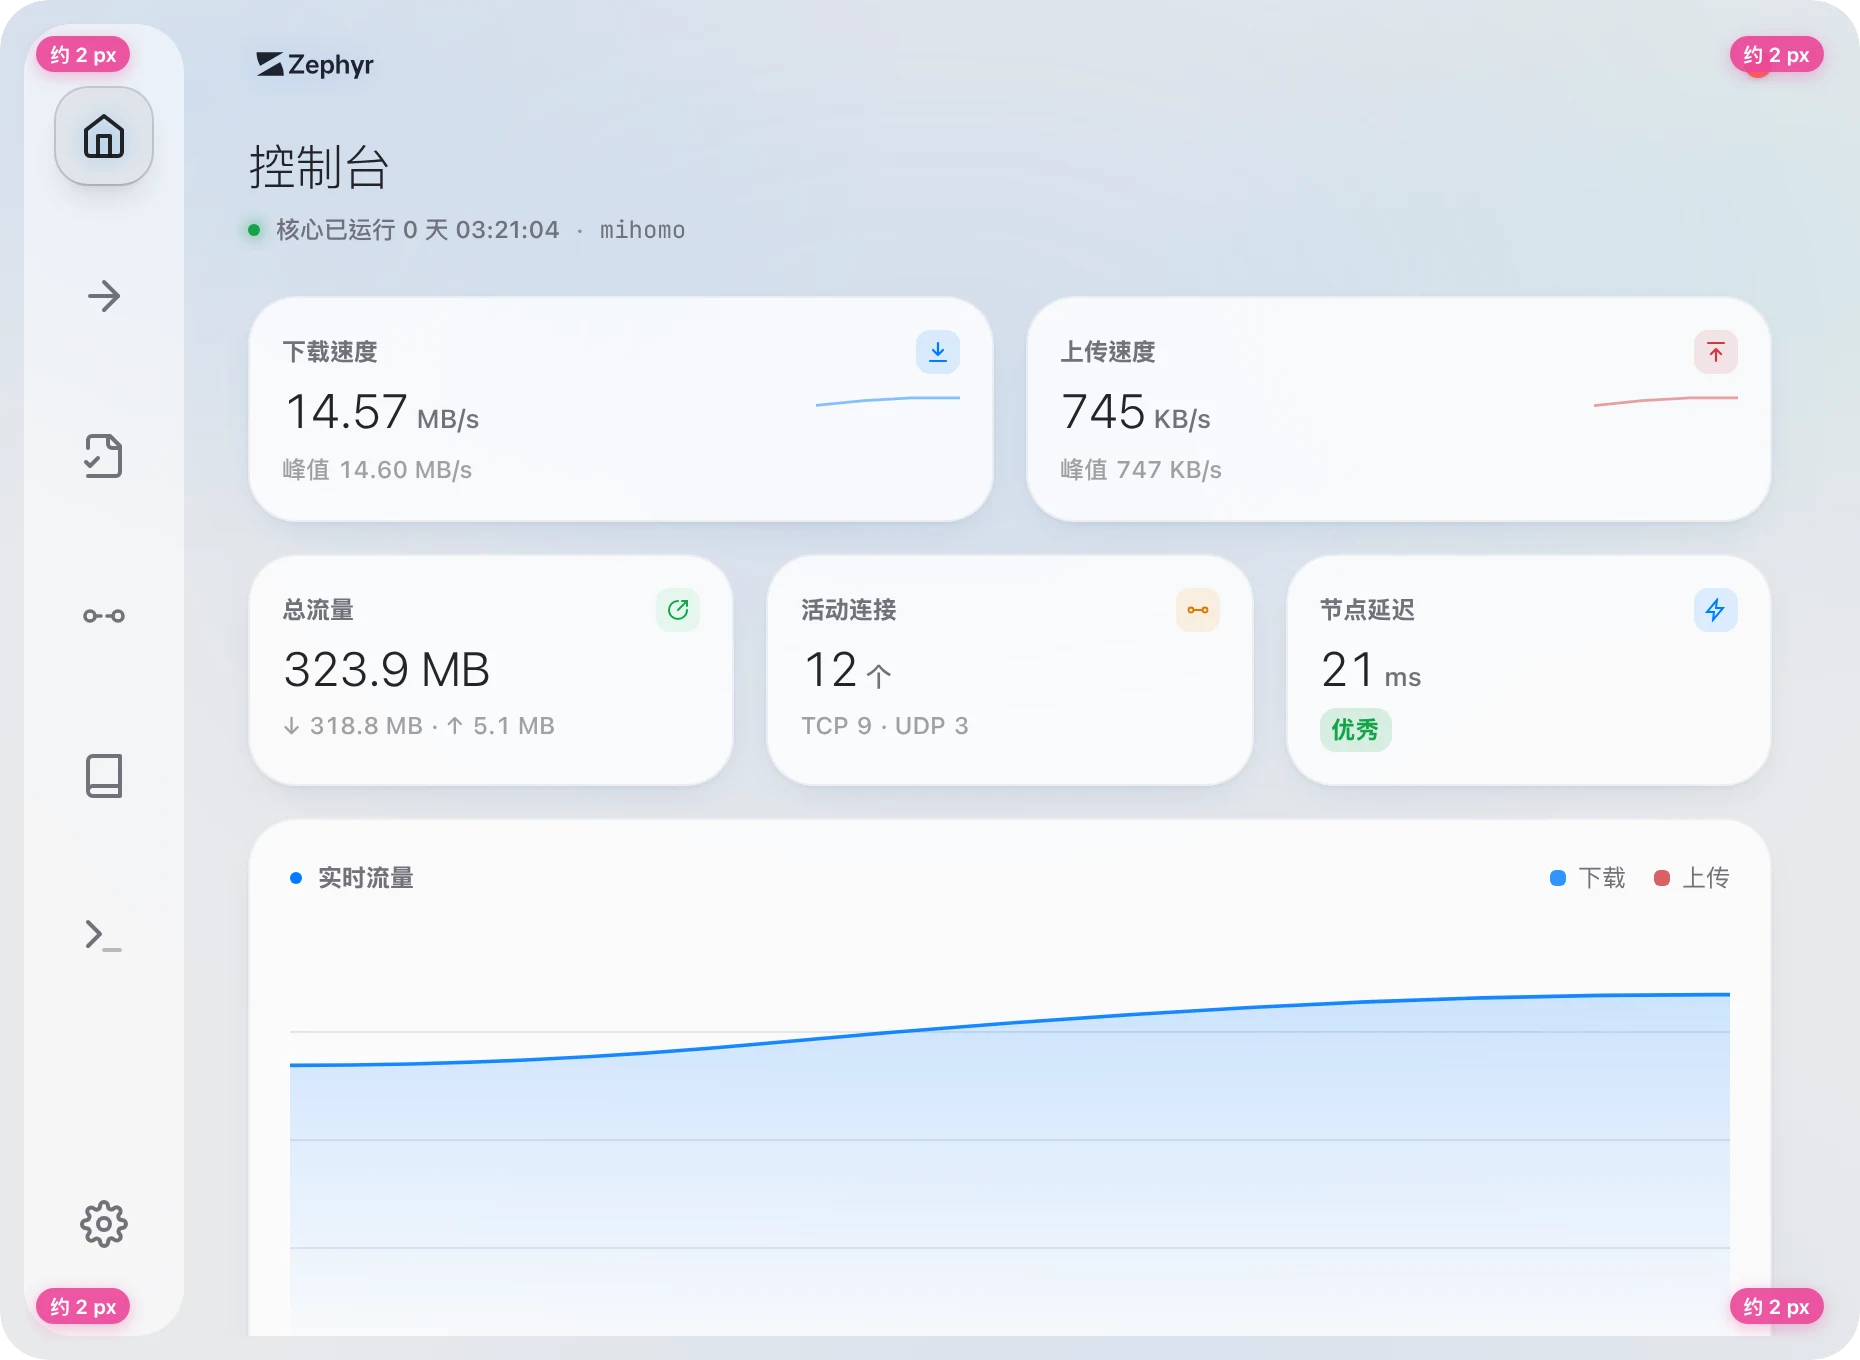 约 2 px
约 2 px
Zephyr
控制台
核心已运行 0 天 03:21:04 · mihomo
下载速度
14.57 MB/s
峰值 14.60 MB/s
上传速度
745 KB/s
峰值 747 KB/s
总流量
323.9 MB
↓ 318.8 MB · ↑ 5.1 MB
活动连接
12 个
TCP 9 · UDP 3
节点延迟
21 ms
优秀
实时流量
下载
上传
约 2 px
约 2 px